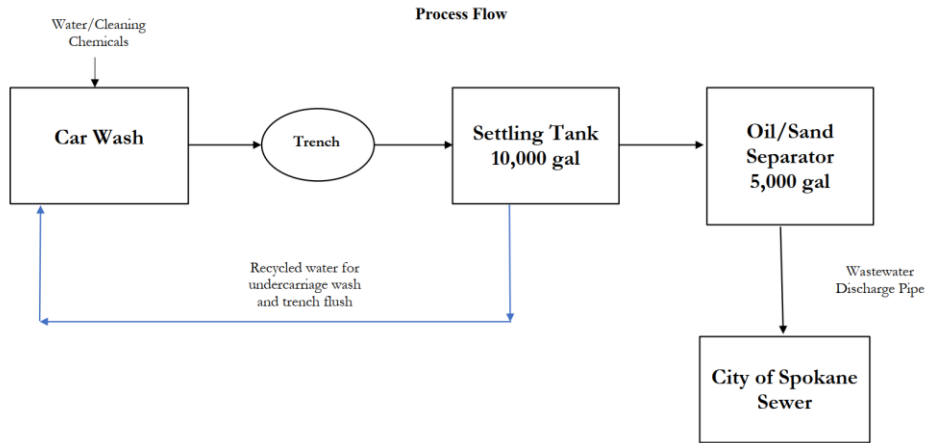 Process Flow
Water/Cleaning
Chemicals
Car Wash
Trench
Settling Tank
10,000 gal
Oil/Sand
Separator
5,000 gal
Recycled water for
undercarriage wash
and trench flush
Wastewater
Discharge Pipe
City of Spokane
Sewer